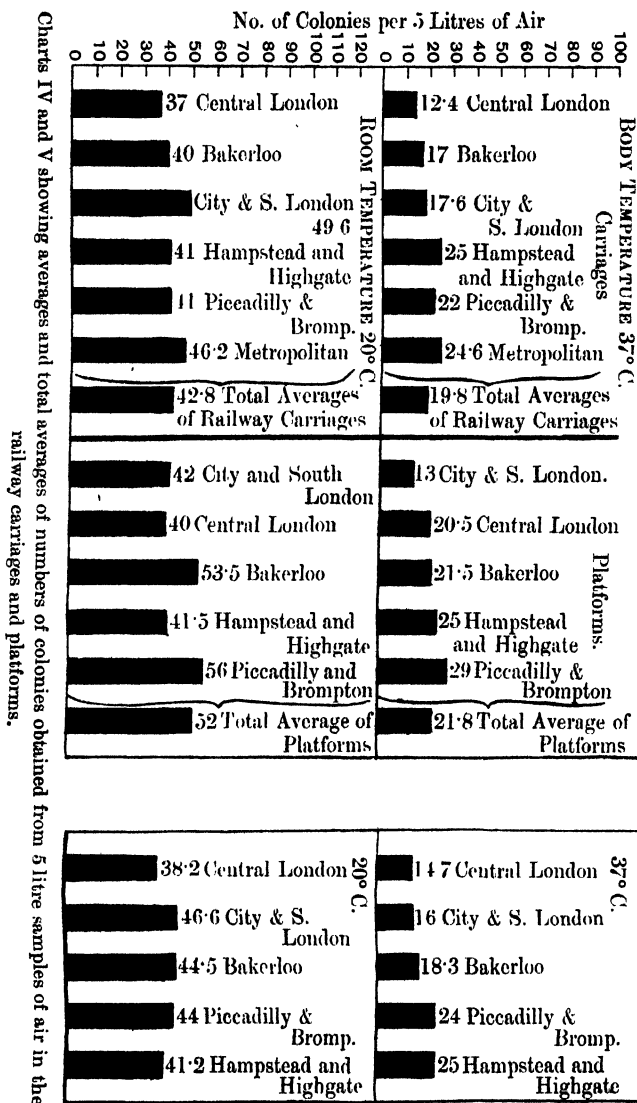 No. of Colonies per 5 Litres of Air
0 10 20 30 40 50 60 70 80 90 100 110 120
0 10 20 30 40 50 60 70 80 90 100
ROOM TEMPERATURE 20° C.
37 Central London
40 Bakerloo
City & S. London
49 6
41 Hampstead and
Highgate
41 Piccadilly &
Bromp.
46·2 Metropolitan
42·8 Total Averages
of Railway Carriages
42 City and South
London
40 Central London
53·5 Bakerloo
41·5 Hampstead and
Highgate
56 Piccadilly and
Brompton
52 Total Average of
Platforms
BODY TEMPERATURE 37° C.
Carriages
12·4 Central London
17 Bakerloo
17·6 City &
S. London
25 Hampstead
and Highgate
22 Piccadilly &
Bromp.
24·6 Metropolitan
19·8 Total Averages
of Railway Carriages
Platforms.
13 City & S. London.
20·5 Central London
21·5 Bakerloo
25 Hampstead
and Highgate
29 Piccadilly &
Brompton
21·8 Total Average of
Platforms
20° C.
38·2 Central London
46·6 City & S.
London
44·5 Bakerloo
44 Piccadilly &
Bromp.
41·2 Hampstead and
Highgate
37° C.
14 7 Central London
16 City & S. London
18·3 Bakerloo
24 Piccadilly &
Bromp.
25 Hampstead and
Highgate
Charts IV and V showing averages and total averages of numbers of colonies obtained from 5 litre samples of air in the
railway carriages and platforms.